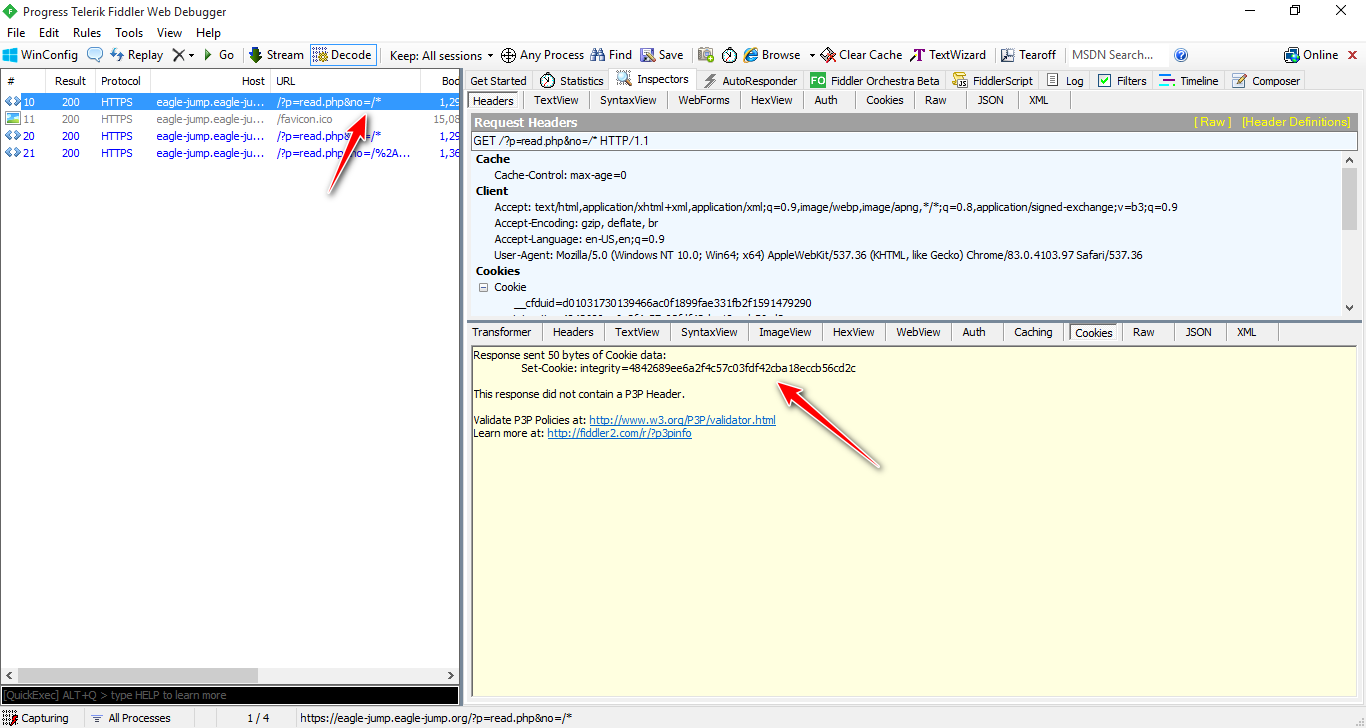 Progress Telerik Fiddler Web Debugger
File Edit Rules Tools View Help
WinConfig Replay Go Stream Decode Keep: All sessions Any Process Find Save Browse Clear Cache TextWizard Tearoff MSDN Search... Online
# Result Protocol Host URL Bod
10 200 HTTPS eagle-jump.eagle-ju... /?p=read.php&no=/* 1,29
11 200 HTTPS eagle-jump.eagle-ju... /favicon.ico 15,08
20 200 HTTPS eagle-jump.eagle-ju... /?p=read.php&no=/* 1,29
21 200 HTTPS eagle-jump.eagle-ju... /?p=read.php&no=/%2A... 1,36
[QuickExec] ALT+Q > type HELP to learn more
Get Started Statistics Inspectors AutoResponder FO Fiddler Orchestra Beta FiddlerScript Log Filters Timeline Composer
Headers TextView SyntaxView WebForms HexView Auth Cookies Raw JSON XML
Request Headers [ Raw ] [Header Definitions]
GET /?p=read.php&no=/* HTTP/1.1
Cache
Cache-Control: max-age=0
Client
Accept: text/html,application/xhtml+xml,application/xml;q=0.9,image/webp,image/apng,*/*;q=0.8,application/signed-exchange;v=b3;q=0.9
Accept-Encoding: gzip, deflate, br
Accept-Language: en-US,en;q=0.9
User-Agent: Mozilla/5.0 (Windows NT 10.0; Win64; x64) AppleWebKit/537.36 (KHTML, like Gecko) Chrome/83.0.4103.97 Safari/537.36
Cookies
Cookie
__cfduid=d01031730139466ac0f1899fae331fb2f1591479290
Transformer Headers TextView SyntaxView ImageView HexView WebView Auth Caching Cookies Raw JSON XML
Response sent 50 bytes of Cookie data:
Set-Cookie: integrity=4842689ee6a2f4c57c03fdf42cba18eccb56cd2c
This response did not contain a P3P Header.
Validate P3P Policies at: http://www.w3.org/P3P/validator.html
Learn more at: http://fiddler2.com/r/?p3pinfo
Capturing All Processes 1 / 4 https://eagle-jump.eagle-jump.org/?p=read.php&no=/*